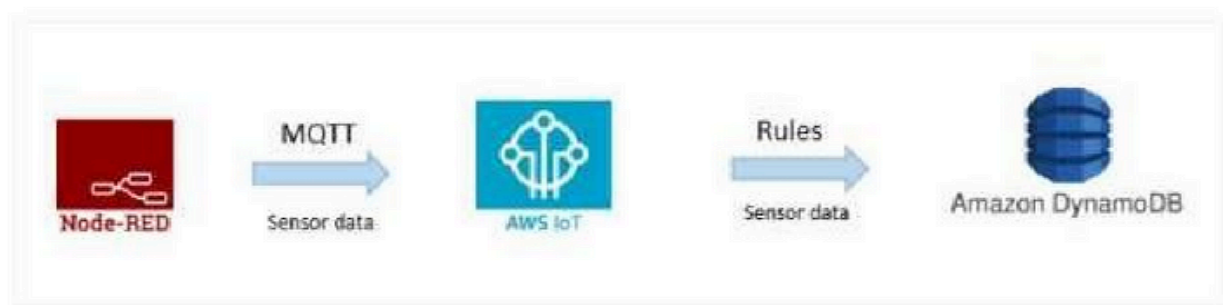 MQTT
Sensor data
Node-RED
AWS IoT
Rules
Sensor data
Amazon DynamoDB